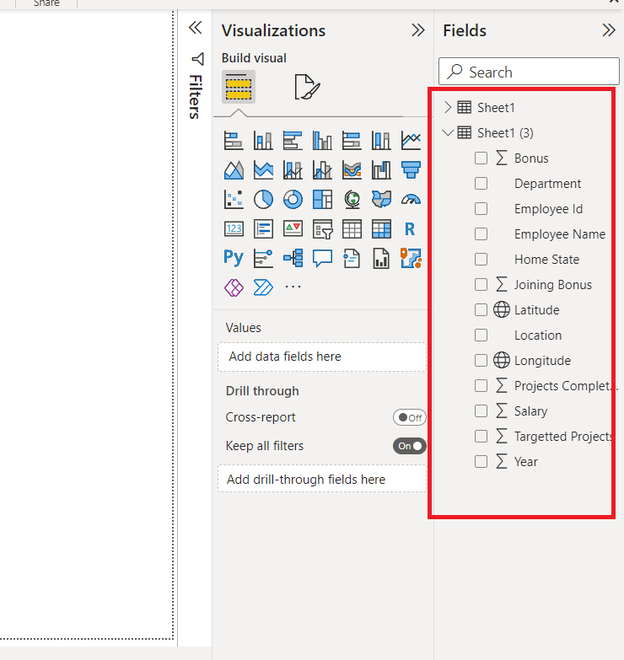 Share
Filters
Visualizations
Build visual
123
R
Py
...
Values
Add data fields here
Drill through
Cross-report
Off
Keep all filters
On
Add drill-through fields here
Fields
Search
Sheet1
Sheet1 (3)
Σ Bonus
Department
Employee Id
Employee Name
Home State
Σ Joining Bonus
Latitude
Location
Longitude
Σ Projects Complet...
Σ Salary
Σ Targetted Projects
Σ Year